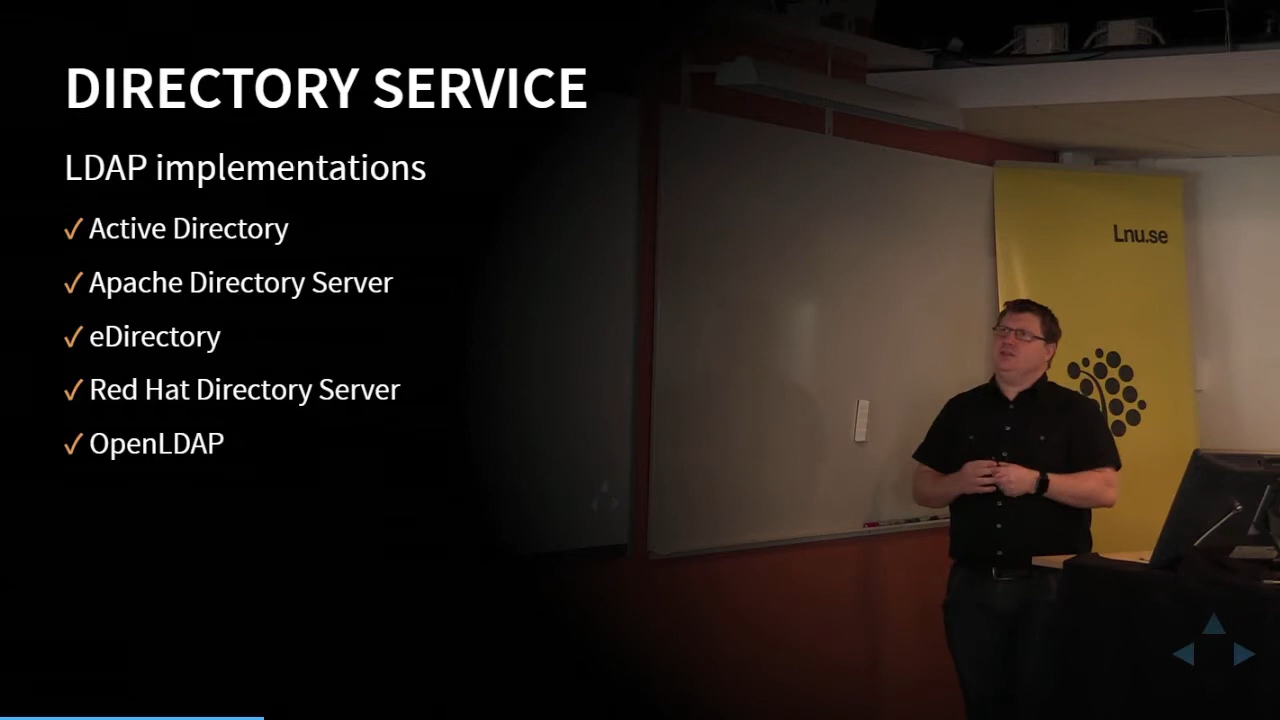 DIRECTORY SERVICE
LDAP implementations
✓ Active Directory
✓ Apache Directory Server
✓ eDirectory
✓ Red Hat Directory Server
✓ OpenLDAP
Lnu.se